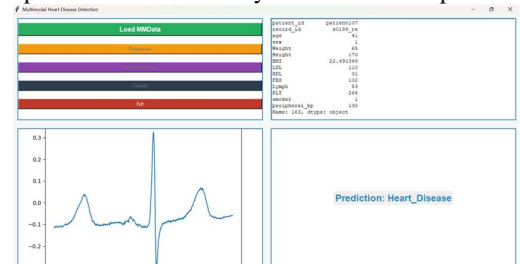 Multimodal Heart Disease Detection
Load MMData
Preprocess
Classify
Exit
patient_id patient107
record_id s0199_re
age 41
sex 1
Weight 65
Weight 170
BMI 22.491349
LDL 110
HDL 31
FBS 102
Lymph 53
PLT 264
smoker 1
peripheral_bp 130
Name: 163, dtype: object
0.3
0.2
0.1
0.0
−0.1
−0.2
Prediction: Heart_Disease